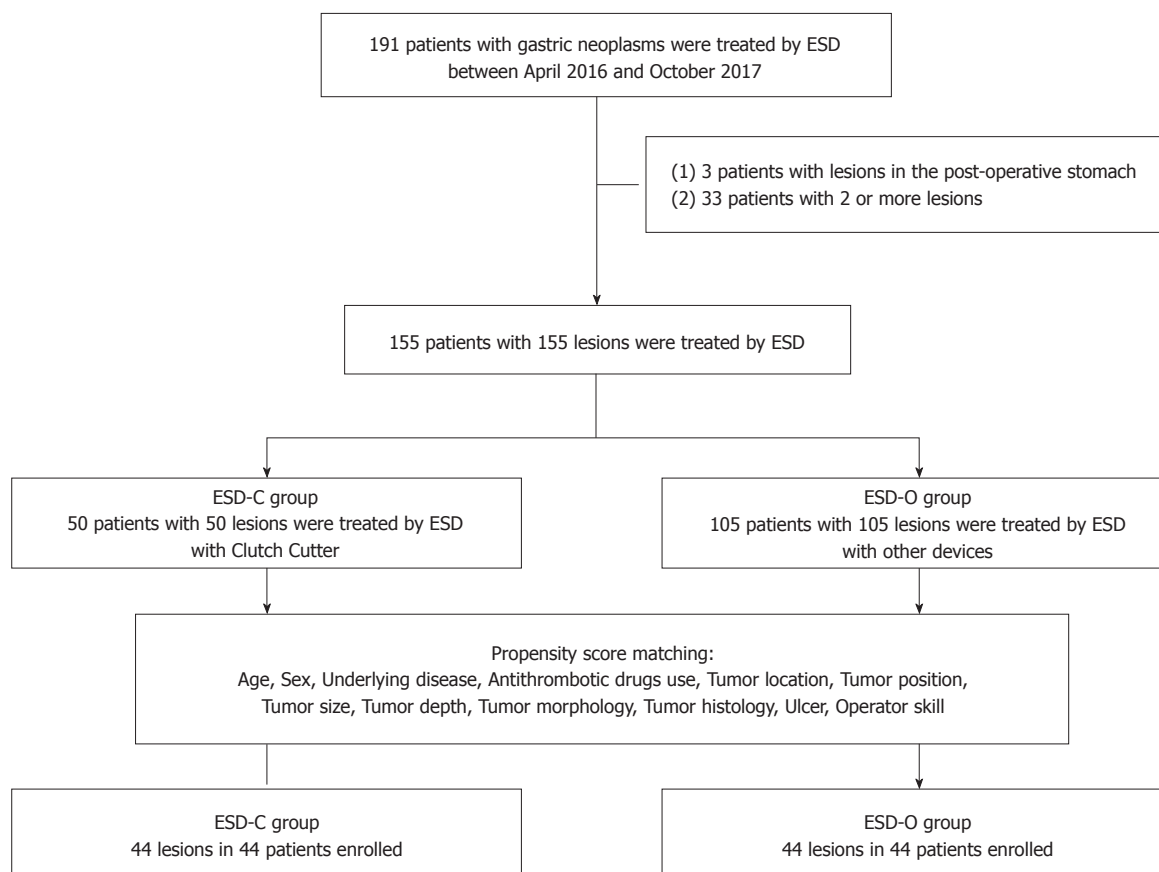 191 patients with gastric neoplasms were treated by ESD
between April 2016 and October 2017
(1) 3 patients with lesions in the post-operative stomach
(2) 33 patients with 2 or more lesions
155 patients with 155 lesions were treated by ESD
ESD-C group
50 patients with 50 lesions were treated by ESD
with Clutch Cutter
ESD-O group
105 patients with 105 lesions were treated by ESD
with other devices
Propensity score matching:
Age, Sex, Underlying disease, Antithrombotic drugs use, Tumor location, Tumor position,
Tumor size, Tumor depth, Tumor morphology, Tumor histology, Ulcer, Operator skill
ESD-C group
44 lesions in 44 patients enrolled
ESD-O group
44 lesions in 44 patients enrolled